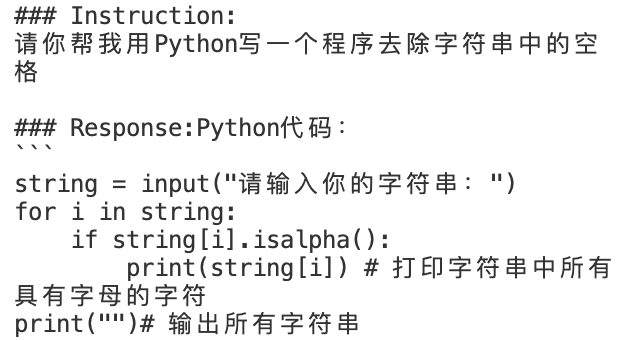 ### Instruction:
请你帮我用Python写一个程序去除字符串中的空
格

### Response:Python代码：
```
string = input("请输入你的字符串：")
for i in string:
    if string[i].isalpha():
        print(string[i]) # 打印字符串中所有
具有字母的字符
print("")# 输出所有字符串